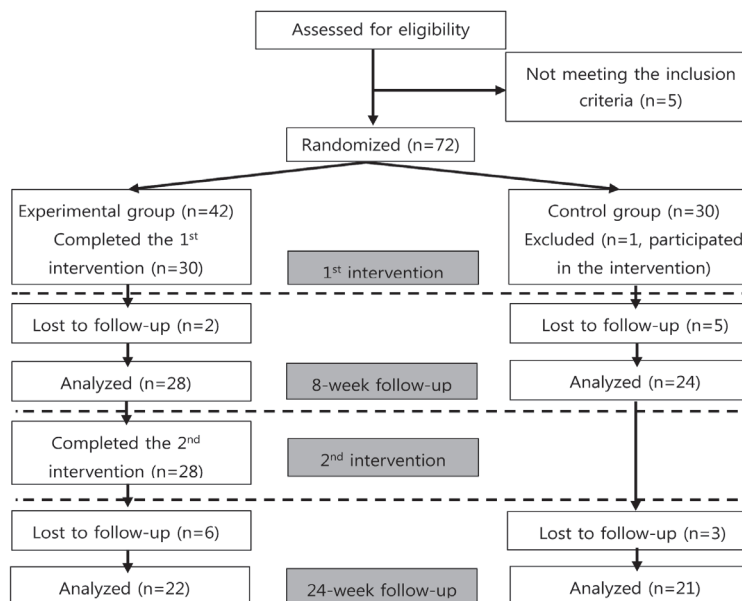 Assessed for eligibility
Not meeting the inclusion
criteria (n=5)
Randomized (n=72)
Experimental group (n=42)
Completed the 1st
intervention (n=30)
1st intervention
Control group (n=30)
Excluded (n=1, participated
in the intervention)
Lost to follow-up (n=2)
Lost to follow-up (n=5)
Analyzed (n=28)
8-week follow-up
Analyzed (n=24)
Completed the 2nd
intervention (n=28)
2nd intervention
Lost to follow-up (n=6)
Lost to follow-up (n=3)
Analyzed (n=22)
24-week follow-up
Analyzed (n=21)